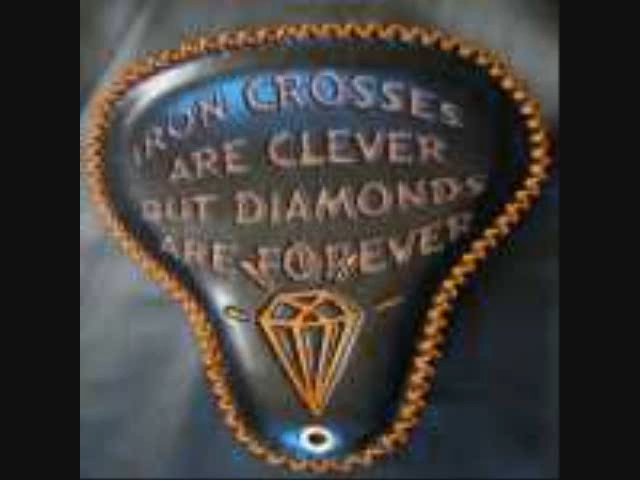 IRON CROSSES
ARE CLEVER
BUT DIAMONDS
ARE FOREVER